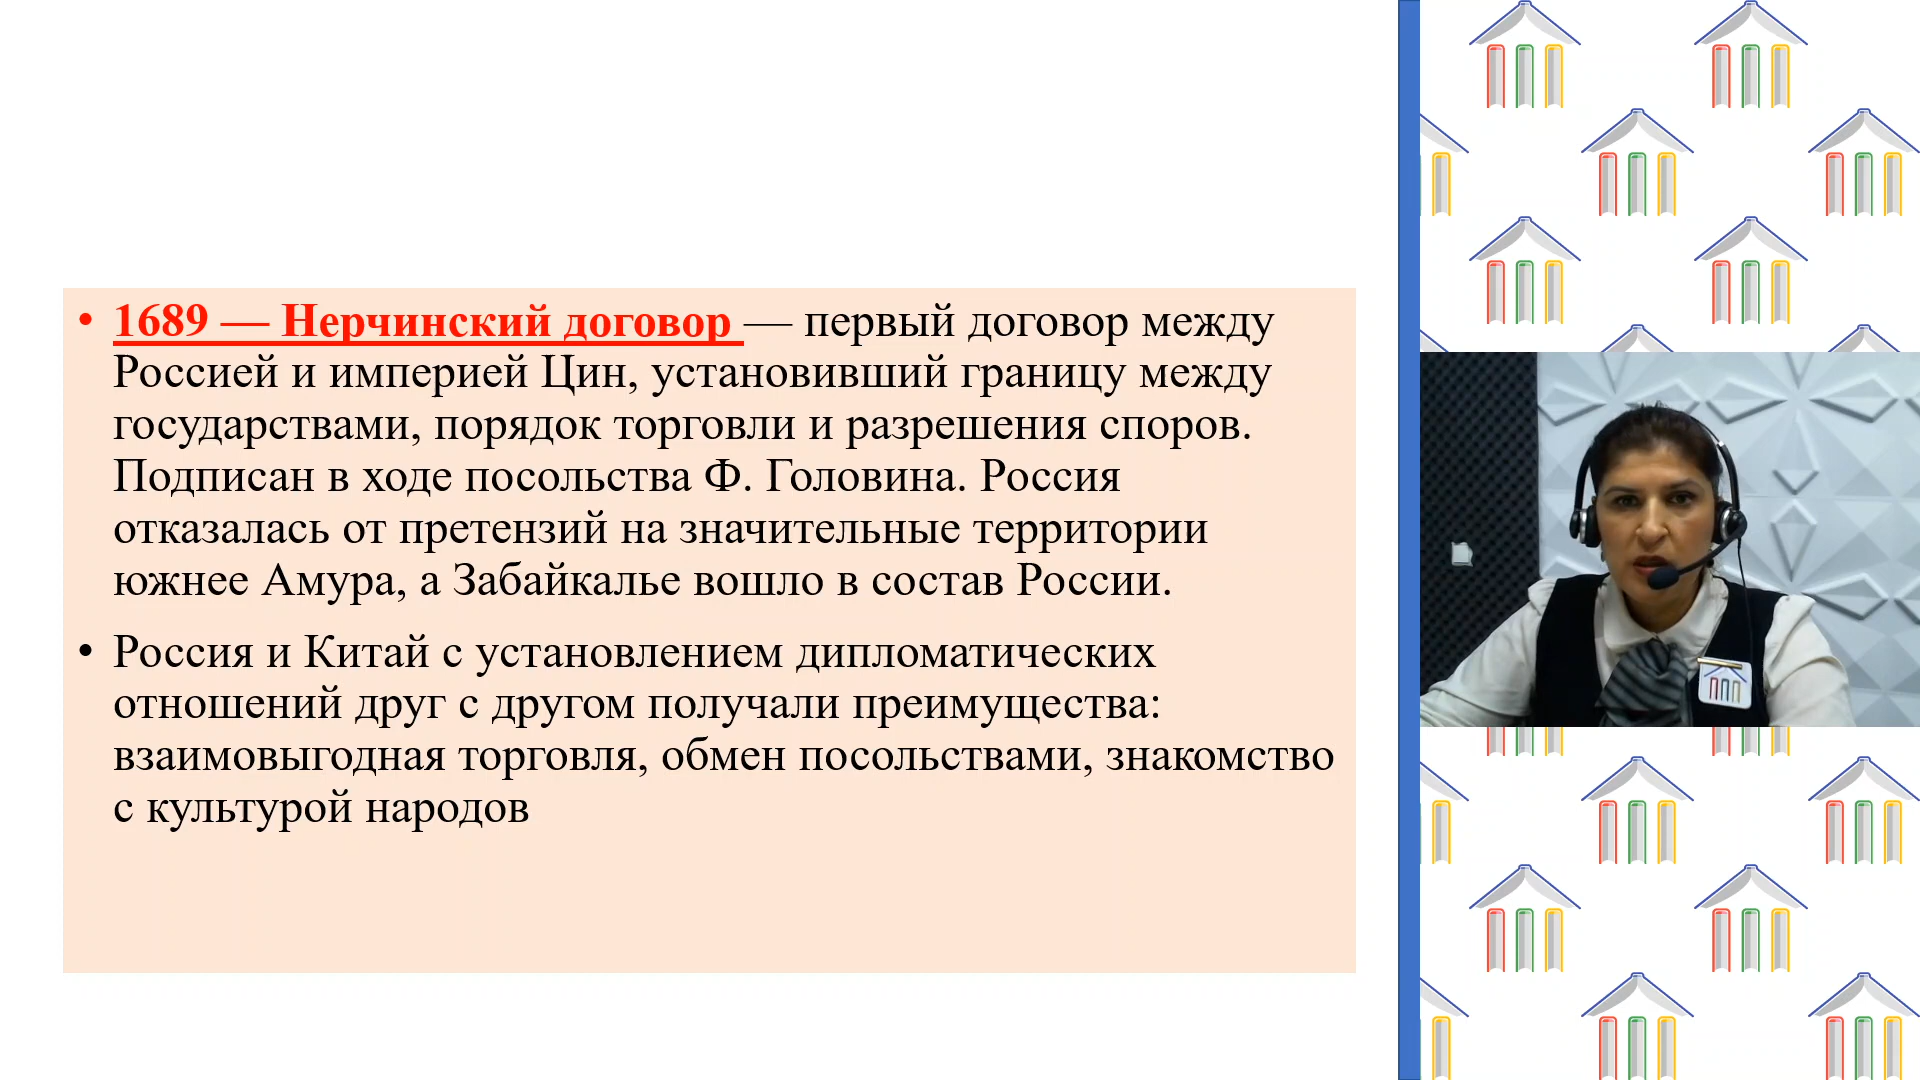 • 1689 — Нерчинский договор — первый договор между
Россией и империей Цин, установивший границу между
государствами, порядок торговли и разрешения споров.
Подписан в ходе посольства Ф. Головина. Россия
отказалась от претензий на значительные территории
южнее Амура, а Забайкалье вошло в состав России.
• Россия и Китай с установлением дипломатических
отношений друг с другом получали преимущества:
взаимовыгодная торговля, обмен посольствами, знакомство
с культурой народов